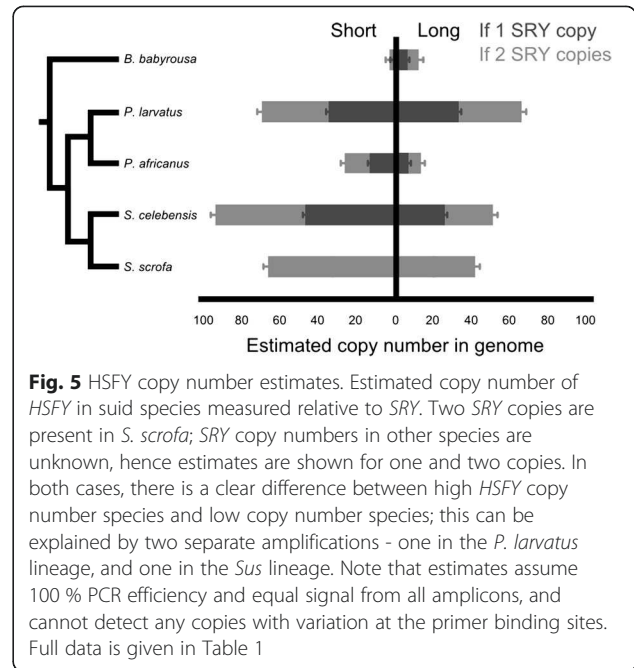 Short Long If 1 SRY copy
If 2 SRY copies
B. babyrousa
P. larvatus
P. africanus
S. celebensis
S. scrofa
100 80 60 40 20 0 20 40 60 80 100
Estimated copy number in genome
Fig. 5 HSFY copy number estimates. Estimated copy number of
HSFY in suid species measured relative to SRY. Two SRY copies are
present in S. scrofa; SRY copy numbers in other species are
unknown, hence estimates are shown for one and two copies. In
both cases, there is a clear difference between high HSFY copy
number species and low copy number species; this can be
explained by two separate amplifications - one in the P. larvatus
lineage, and one in the Sus lineage. Note that estimates assume
100 % PCR efficiency and equal signal from all amplicons, and
cannot detect any copies with variation at the primer binding sites.
Full data is given in Table 1